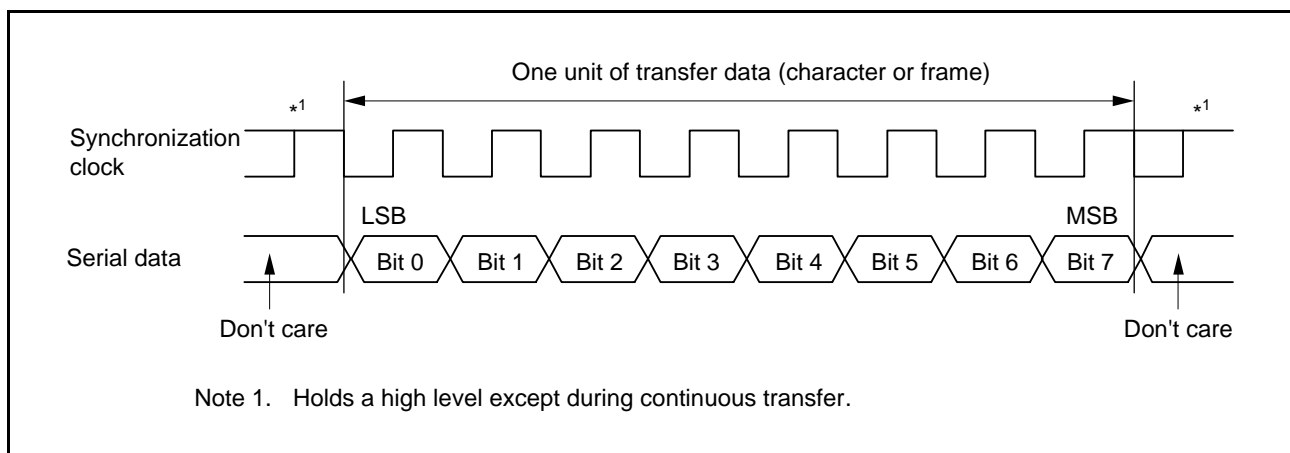 One unit of transfer data (character or frame)
*1 *1
Synchronization
clock
LSB MSB
Serial data Bit 0 Bit 1 Bit 2 Bit 3 Bit 4 Bit 5 Bit 6 Bit 7
Don't care Don't care
Note 1. Holds a high level except during continuous transfer.